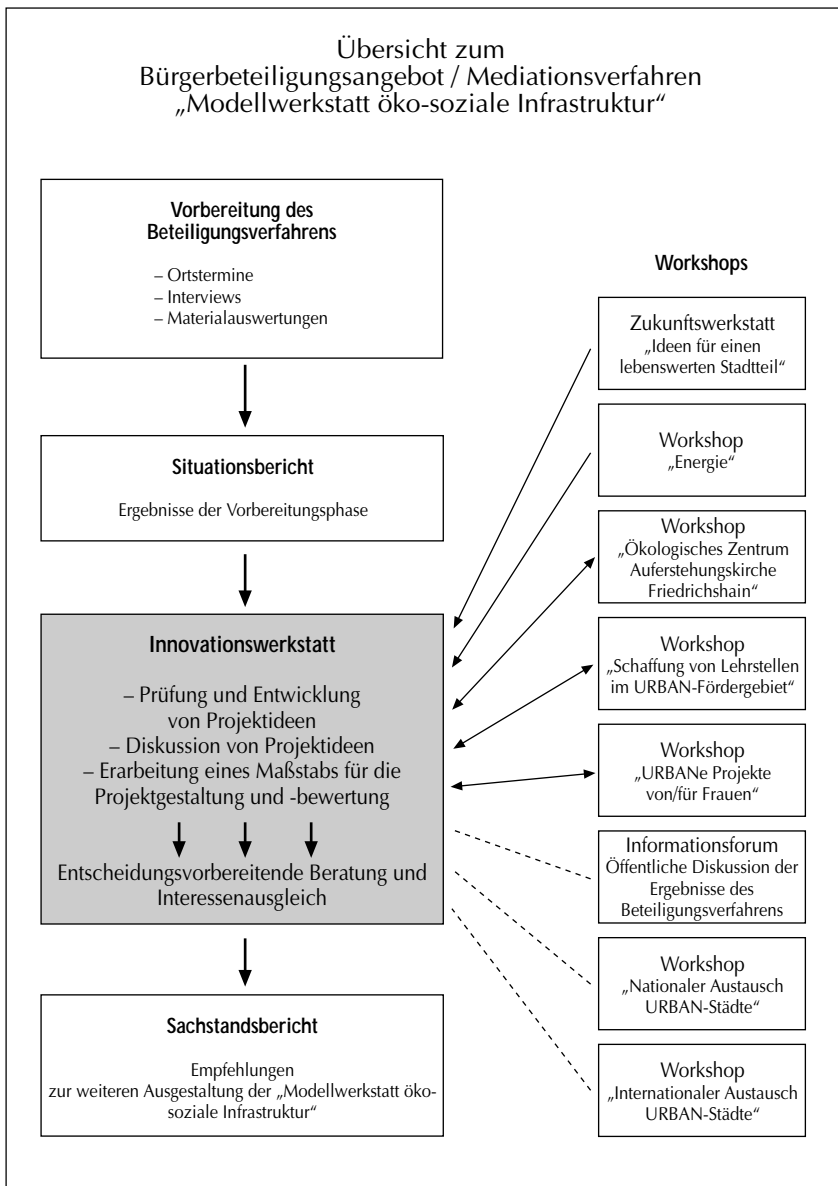 Übersicht zum
Bürgerbeteiligungsangebot / Mediationsverfahren
„Modellwerkstatt öko-soziale Infrastruktur“
Vorbereitung des
Beteiligungsverfahrens
– Ortstermine
– Interviews
– Materialauswertungen
Situationsbericht
Ergebnisse der Vorbereitungsphase
Innovationswerkstatt
– Prüfung und Entwicklung
von Projektideen
– Diskussion von Projektideen
– Erarbeitung eines Maßstabs für die
Projektgestaltung und -bewertung
Entscheidungsvorbereitende Beratung und
Interessenausgleich
Sachstandsbericht
Empfehlungen
zur weiteren Ausgestaltung der „Modellwerkstatt öko-
soziale Infrastruktur“
Workshops
Zukunftswerkstatt
„Ideen für einen
lebenswerten Stadtteil“
Workshop
„Energie“
Workshop
„Ökologisches Zentrum
Auferstehungskirche
Friedrichshain“
Workshop
„Schaffung von Lehrstellen
im URBAN-Fördergebiet“
Workshop
„URBANe Projekte
von/für Frauen“
Informationsforum
Öffentliche Diskussion der
Ergebnisse des
Beteiligungsverfahrens
Workshop
„Nationaler Austausch
URBAN-Städte“
Workshop
„Internationaler Austausch
URBAN-Städte“